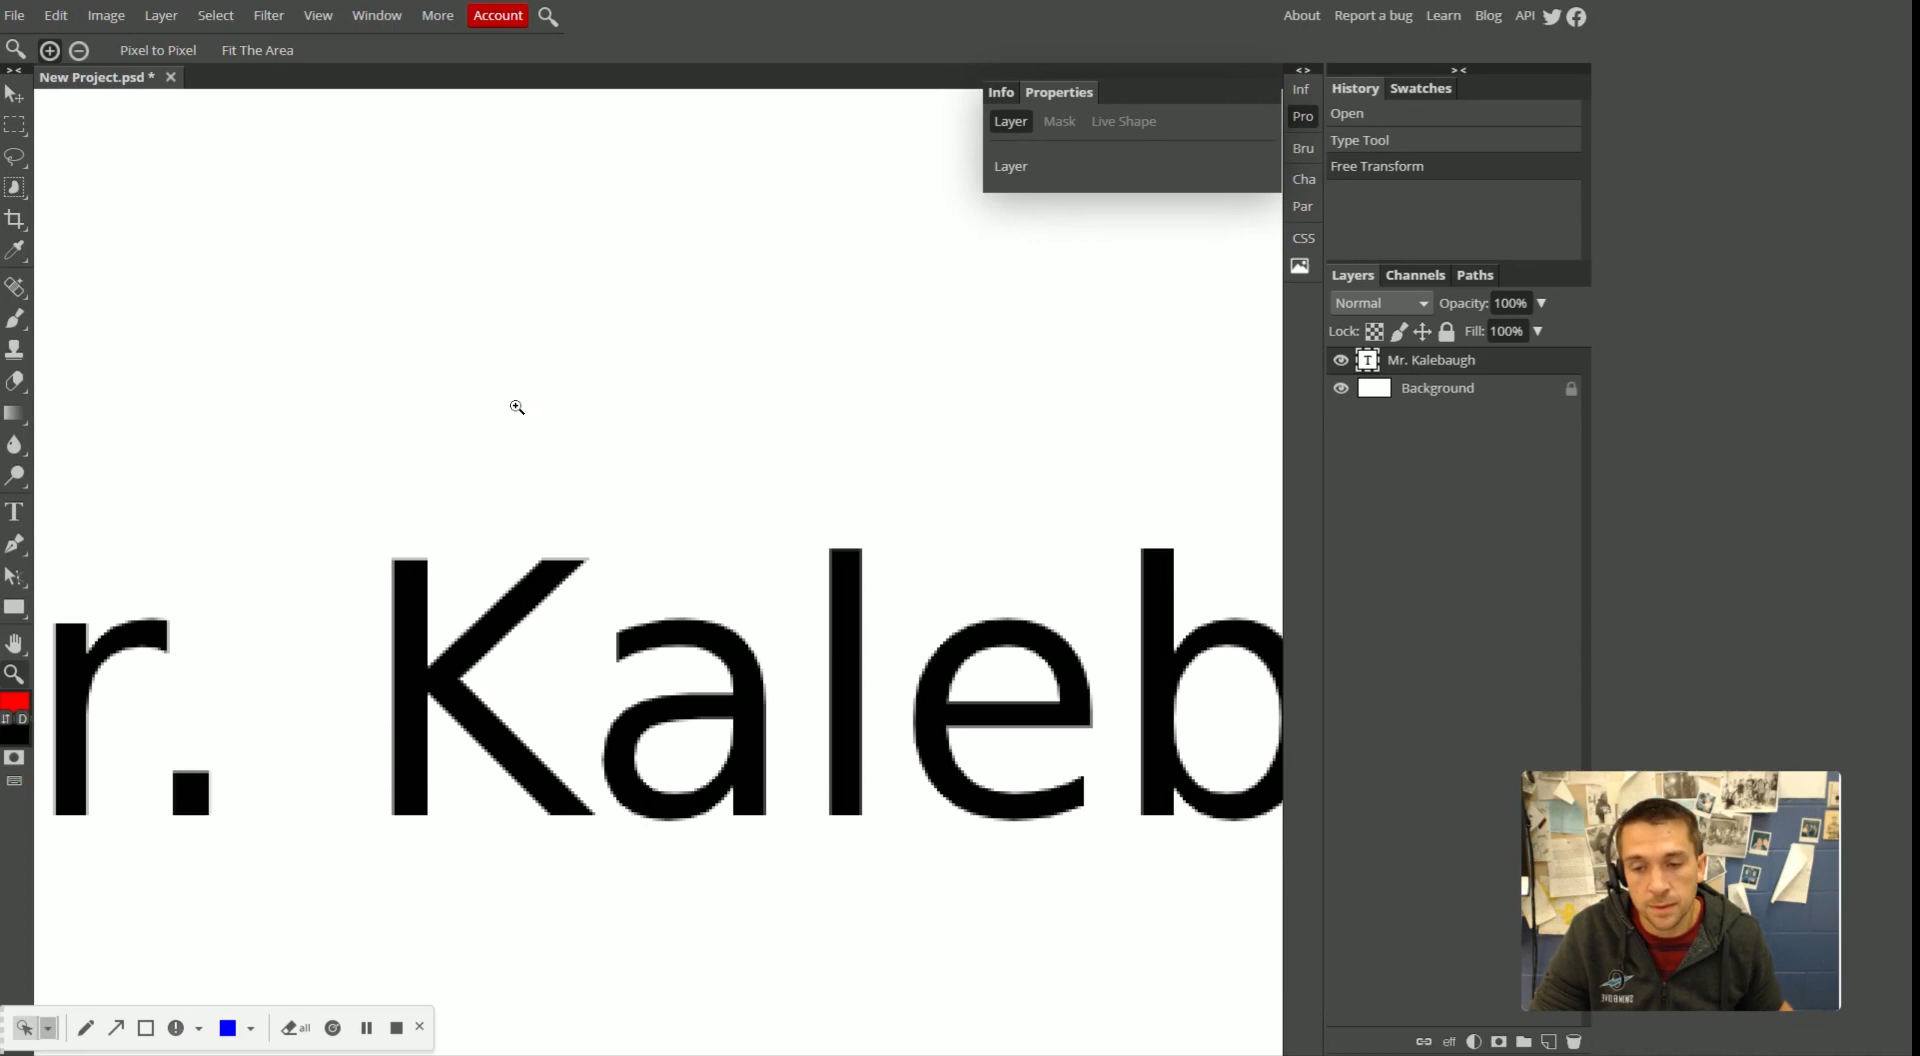 File Edit Image Layer Select Filter View Window More Account About Report a bug Learn Blog API
Pixel to Pixel Fit The Area
New Project.psd *
Info Properties
Layer Mask Live Shape
Layer
Inf
Pro
Bru
Cha
Par
CSS
History Swatches
Open
Type Tool
Free Transform
Layers Channels Paths
Normal Opacity: 100%
Lock: Fill: 100%
T Mr. Kalebaugh
Background
r. Kaleb
T
D
all
eff